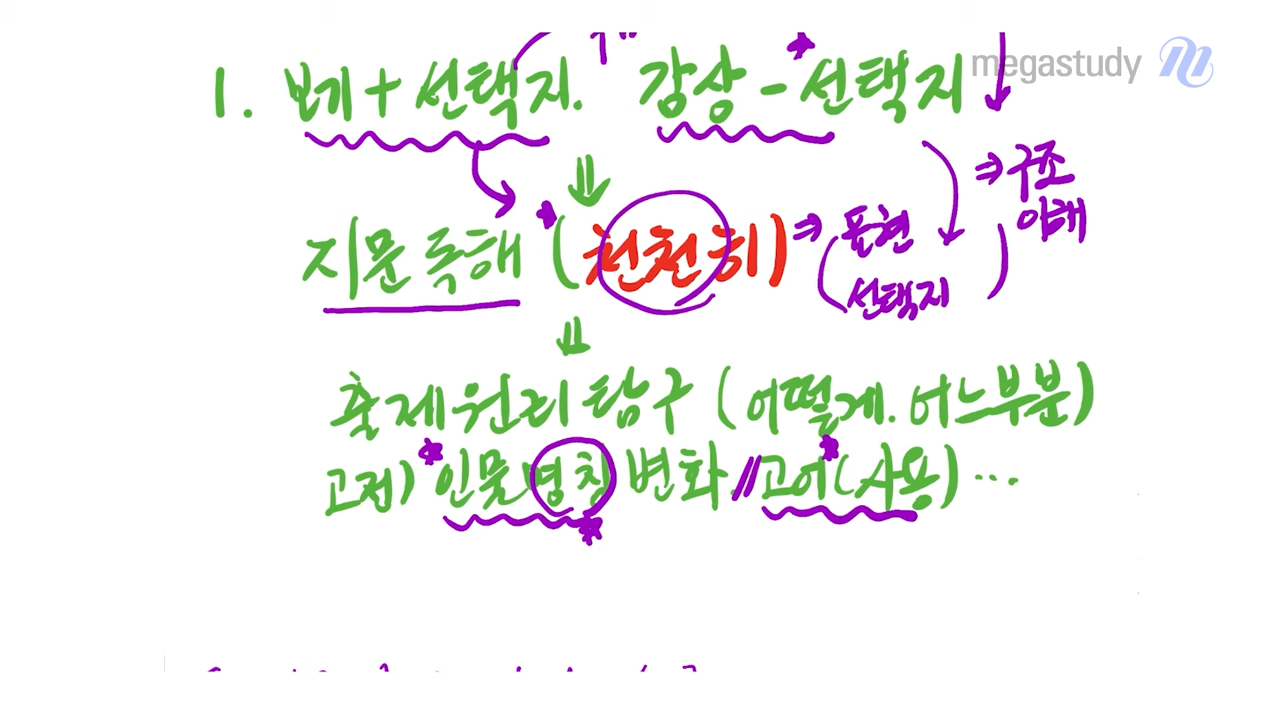 megastudy
1. 보기 + 선택지. 감상 - 선택지
⇒ 구조
이해
지문독해 (천천히) ⇒ 표현
(선택지)
출제원리탐구 (어떻게. 어느부분)
고전) 인물명칭 변화 // 고어(사용) …